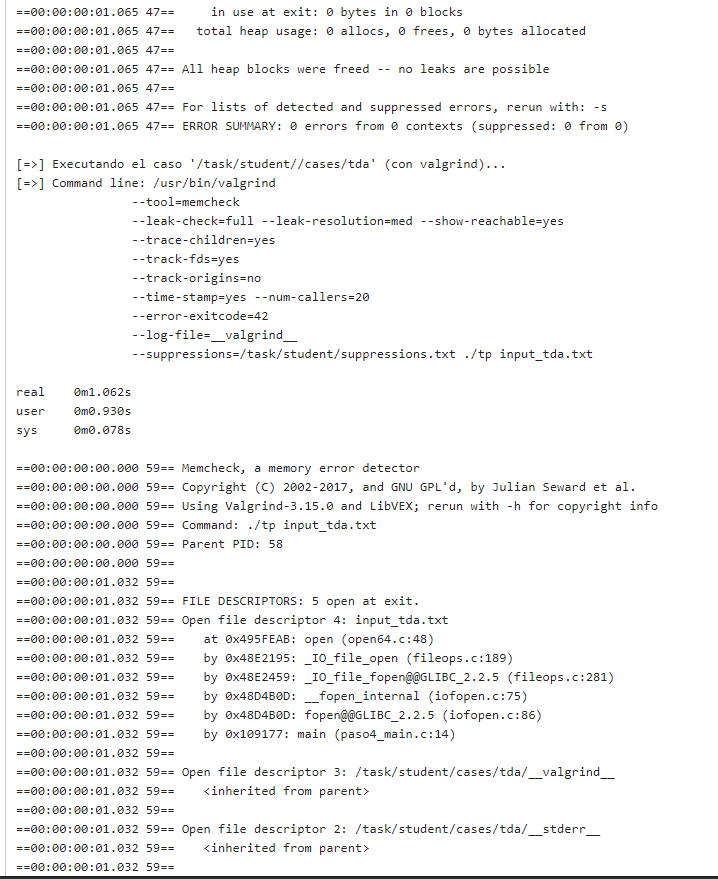 ==00:00:00:01.065 47==     in use at exit: 0 bytes in 0 blocks
==00:00:00:01.065 47==   total heap usage: 0 allocs, 0 frees, 0 bytes allocated
==00:00:00:01.065 47==
==00:00:00:01.065 47== All heap blocks were freed -- no leaks are possible
==00:00:00:01.065 47==
==00:00:00:01.065 47== For lists of detected and suppressed errors, rerun with: -s
==00:00:00:01.065 47== ERROR SUMMARY: 0 errors from 0 contexts (suppressed: 0 from 0)
[=>] Executando el caso '/task/student//cases/tda' (con valgrind)...
[=>] Command line: /usr/bin/valgrind
--tool=memcheck
--leak-check=full --leak-resolution=med --show-reachable=yes
--trace-children=yes
--track-fds=yes
--track-origins=no
--time-stamp=yes --num-callers=20
--error-exitcode=42
--log-file=__valgrind__
--suppressions=/task/student/suppressions.txt ./tp input_tda.txt
real    0m1.062s
user    0m0.930s
sys     0m0.078s
==00:00:00:00.000 59== Memcheck, a memory error detector
==00:00:00:00.000 59== Copyright (C) 2002-2017, and GNU GPL'd, by Julian Seward et al.
==00:00:00:00.000 59== Using Valgrind-3.15.0 and LibVEX; rerun with -h for copyright info
==00:00:00:00.000 59== Command: ./tp input_tda.txt
==00:00:00:00.000 59== Parent PID: 58
==00:00:00:00.000 59==
==00:00:00:01.032 59==
==00:00:00:01.032 59== FILE DESCRIPTORS: 5 open at exit.
==00:00:00:01.032 59== Open file descriptor 4: input_tda.txt
==00:00:00:01.032 59==    at 0x495FEAB: open (open64.c:48)
==00:00:00:01.032 59==    by 0x48E2195: _IO_file_open (fileops.c:189)
==00:00:00:01.032 59==    by 0x48E2459: _IO_file_fopen@@GLIBC_2.2.5 (fileops.c:281)
==00:00:00:01.032 59==    by 0x48D4B0D: __fopen_internal (iofopen.c:75)
==00:00:00:01.032 59==    by 0x48D4B0D: fopen@@GLIBC_2.2.5 (iofopen.c:86)
==00:00:00:01.032 59==    by 0x109177: main (paso4_main.c:14)
==00:00:00:01.032 59==
==00:00:00:01.032 59== Open file descriptor 3: /task/student/cases/tda/__valgrind__
==00:00:00:01.032 59==    <inherited from parent>
==00:00:00:01.032 59==
==00:00:00:01.032 59== Open file descriptor 2: /task/student/cases/tda/__stderr__
==00:00:00:01.032 59==    <inherited from parent>
==00:00:00:01.032 59==